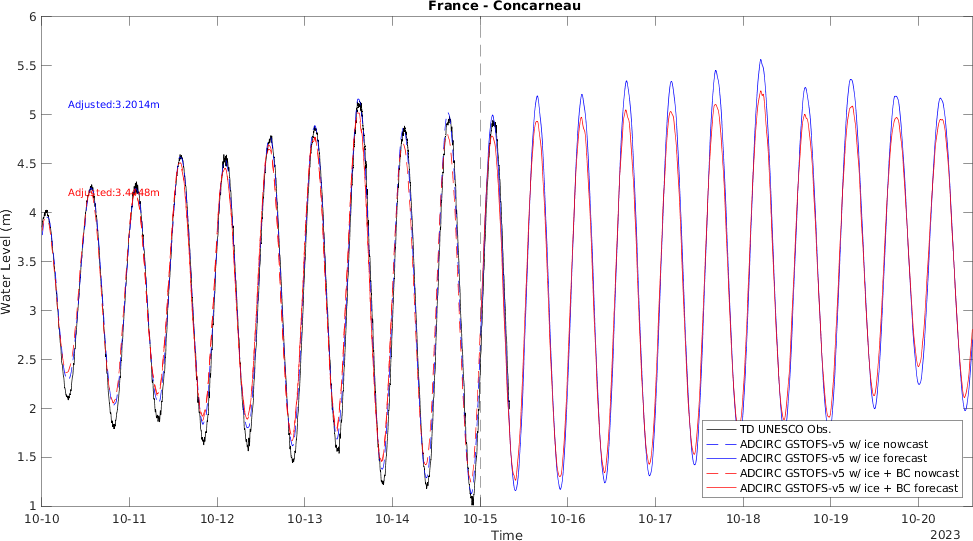 France - Concarneau
6
5.5
5
4.5
4
3.5
3
2.5
2
1.5
1
Water Level (m)
Adjusted:3.2014m
TD UNESCO Obs.
ADCIRC GSTOFS-v5 w/ ice nowcast
ADCIRC GSTOFS-v5 w/ ice forecast
ADCIRC GSTOFS-v5 w/ ice + BC nowcast
ADCIRC GSTOFS-v5 w/ ice + BC forecast
10-10
10-11
10-12
10-13
10-14
10-15
10-16
10-17
10-18
10-19
10-20
Time
2023